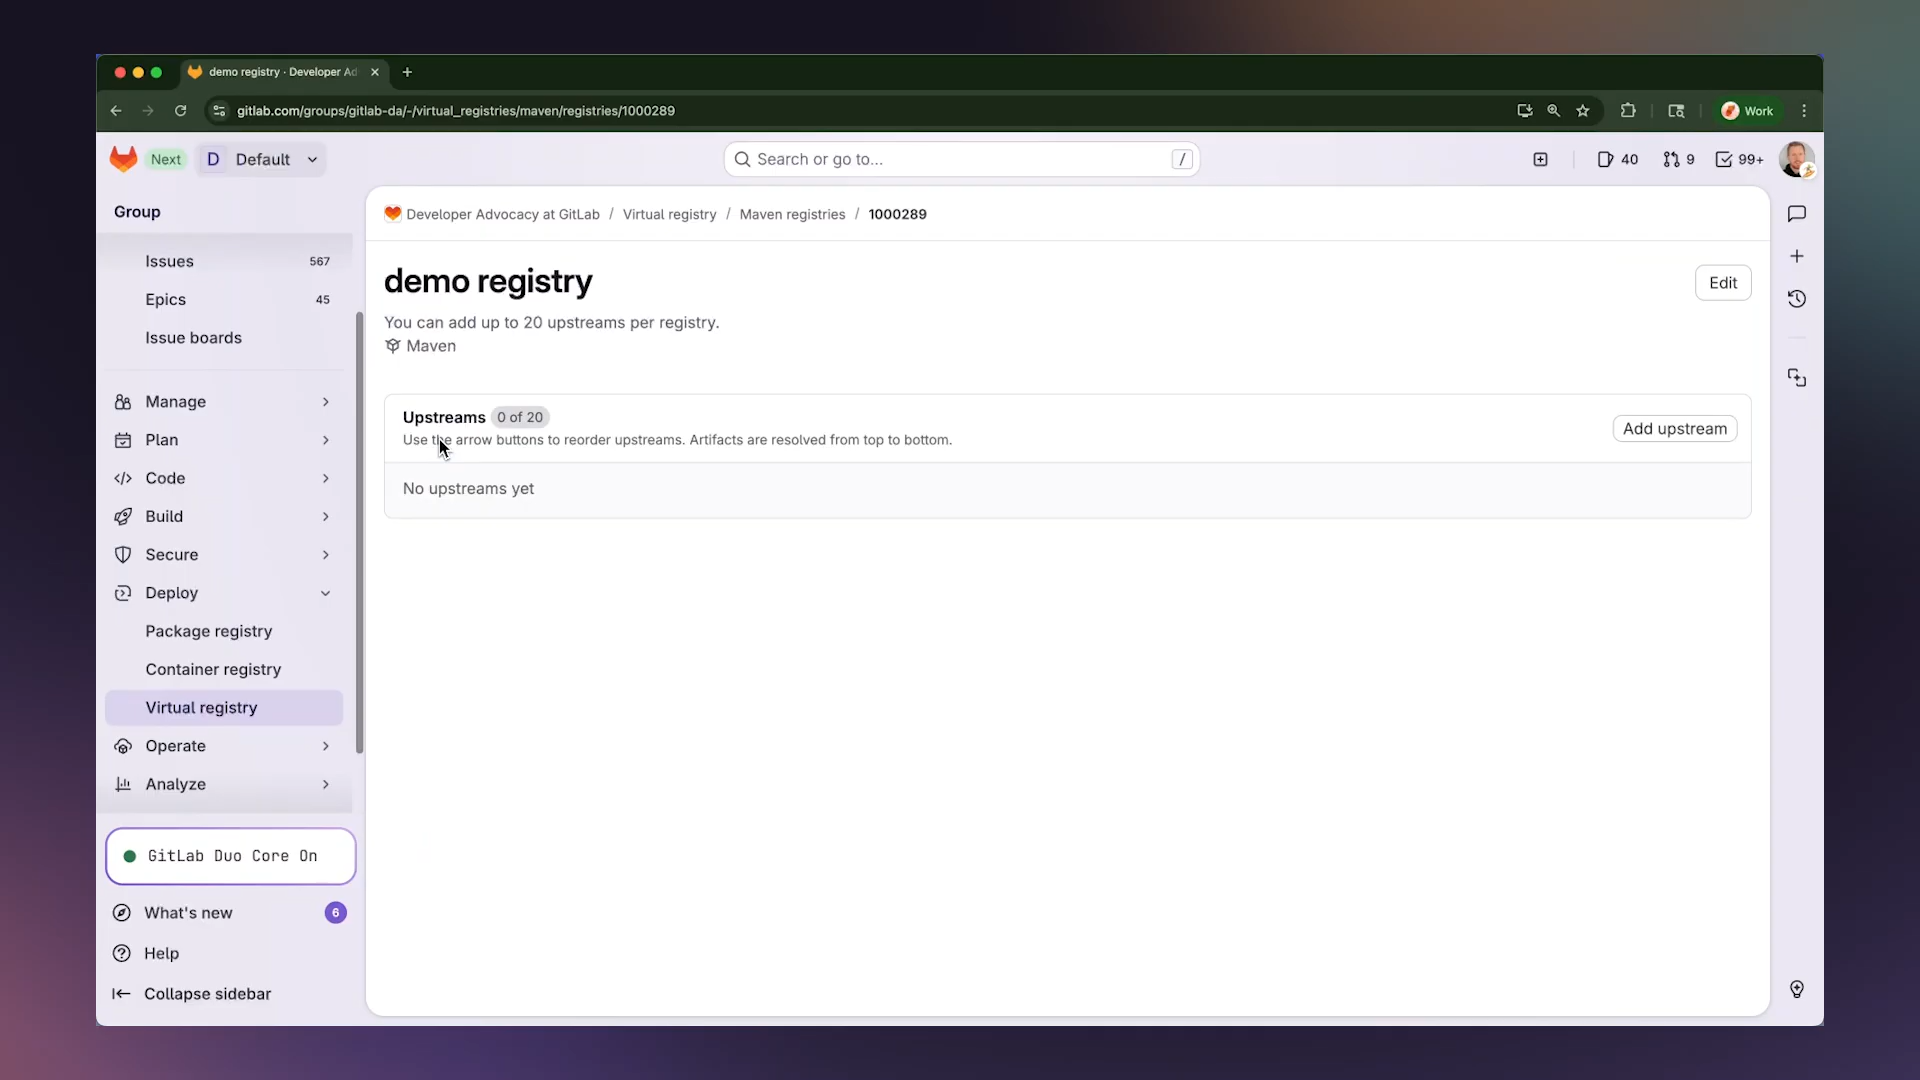 demo registry · Developer Ad
gitlab.com/groups/gitlab-da/-/virtual_registries/maven/registries/1000289
Work
Next
D
Default
Search or go to...
/
40
9
99+
Group
Developer Advocacy at GitLab / Virtual registry / Maven registries / 1000289
Issues 567
Epics 45
Issue boards
Manage
Plan
Code
Build
Secure
Deploy
Package registry
Container registry
Virtual registry
Operate
Analyze
GitLab Duo Core On
What's new 6
Help
Collapse sidebar
demo registry
Edit
You can add up to 20 upstreams per registry.
Maven
Upstreams 0 of 20
Use the arrow buttons to reorder upstreams. Artifacts are resolved from top to bottom.
Add upstream
No upstreams yet